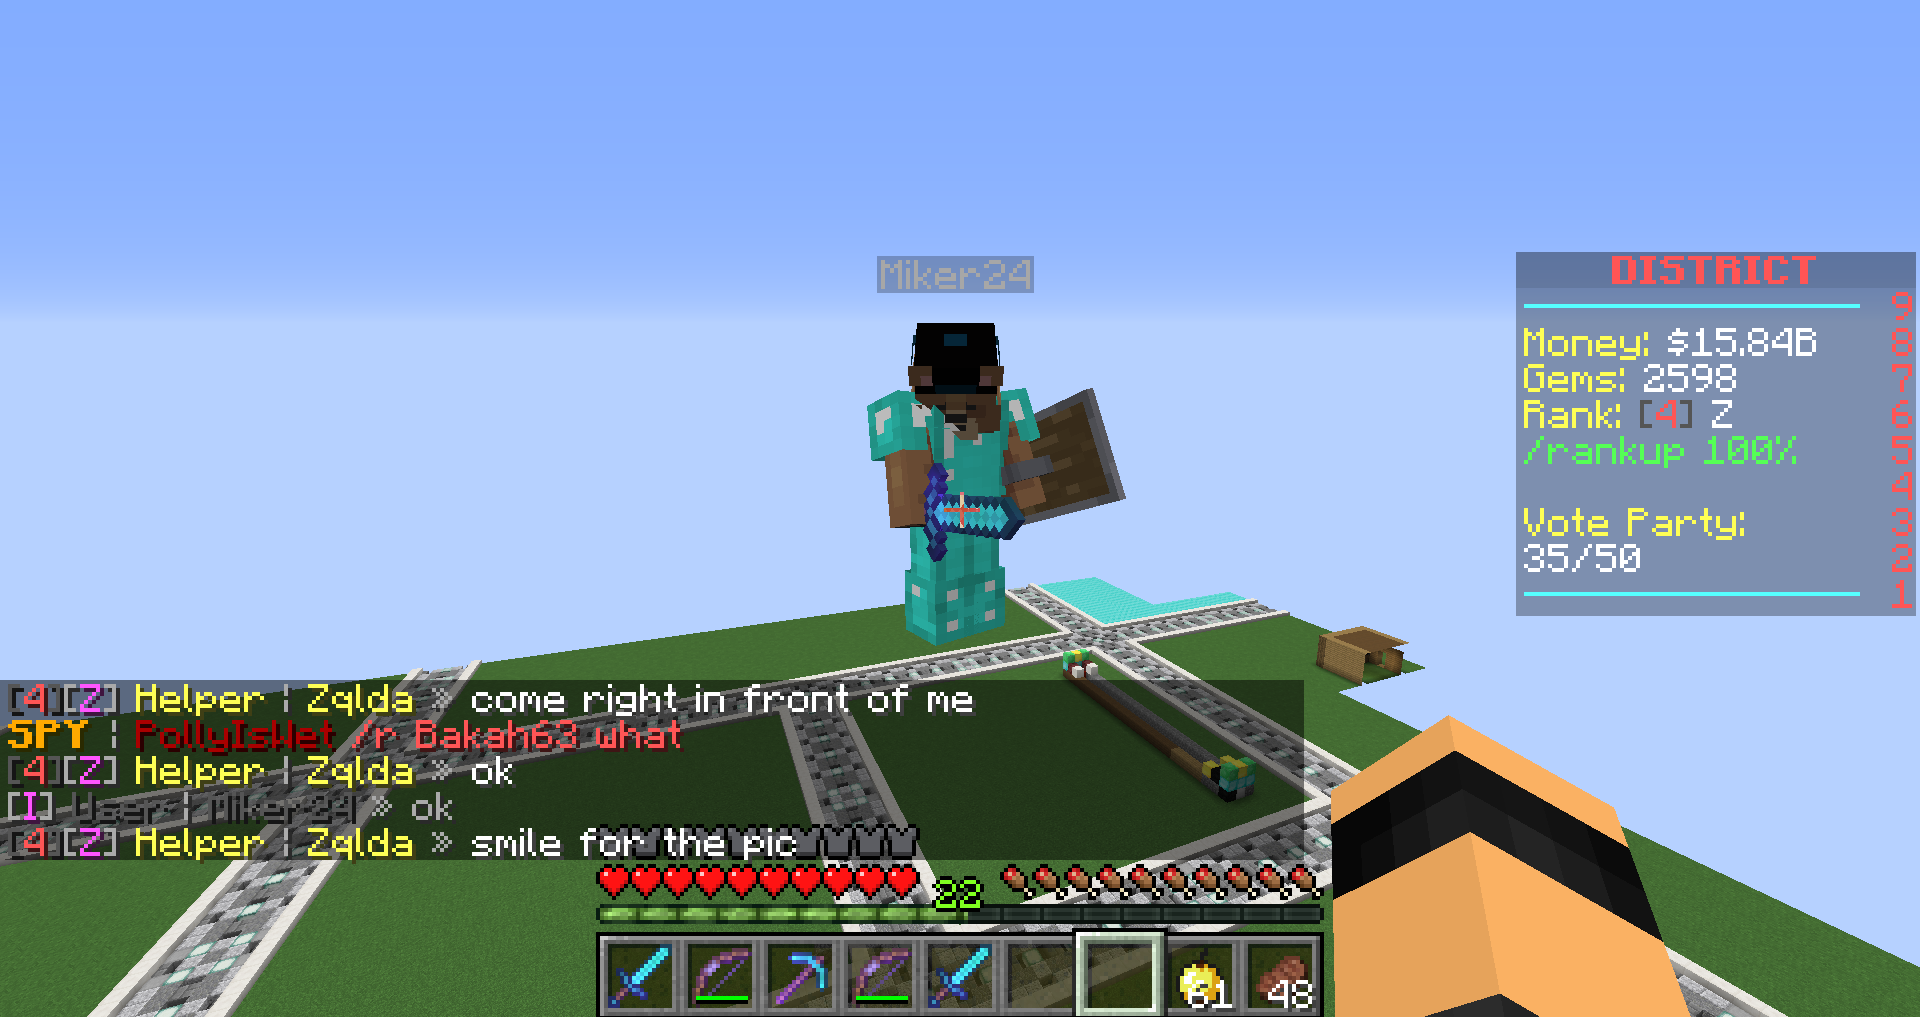 Miker24
DISTRICT
9
Money: $15.84B 8
Gems: 2598 7
Rank: [4] Z 6
/rankup 100% 5
4
Vote Party: 3
35/50 2
1
[4][Z] Helper | Zqlda » come right in front of me
SPY | PollyIsWet /r Bakah63 what
[4][Z] Helper | Zqlda » ok
[I] User | Miker24 » ok
[4][Z] Helper | Zqlda » smile for the pic
22
61 48